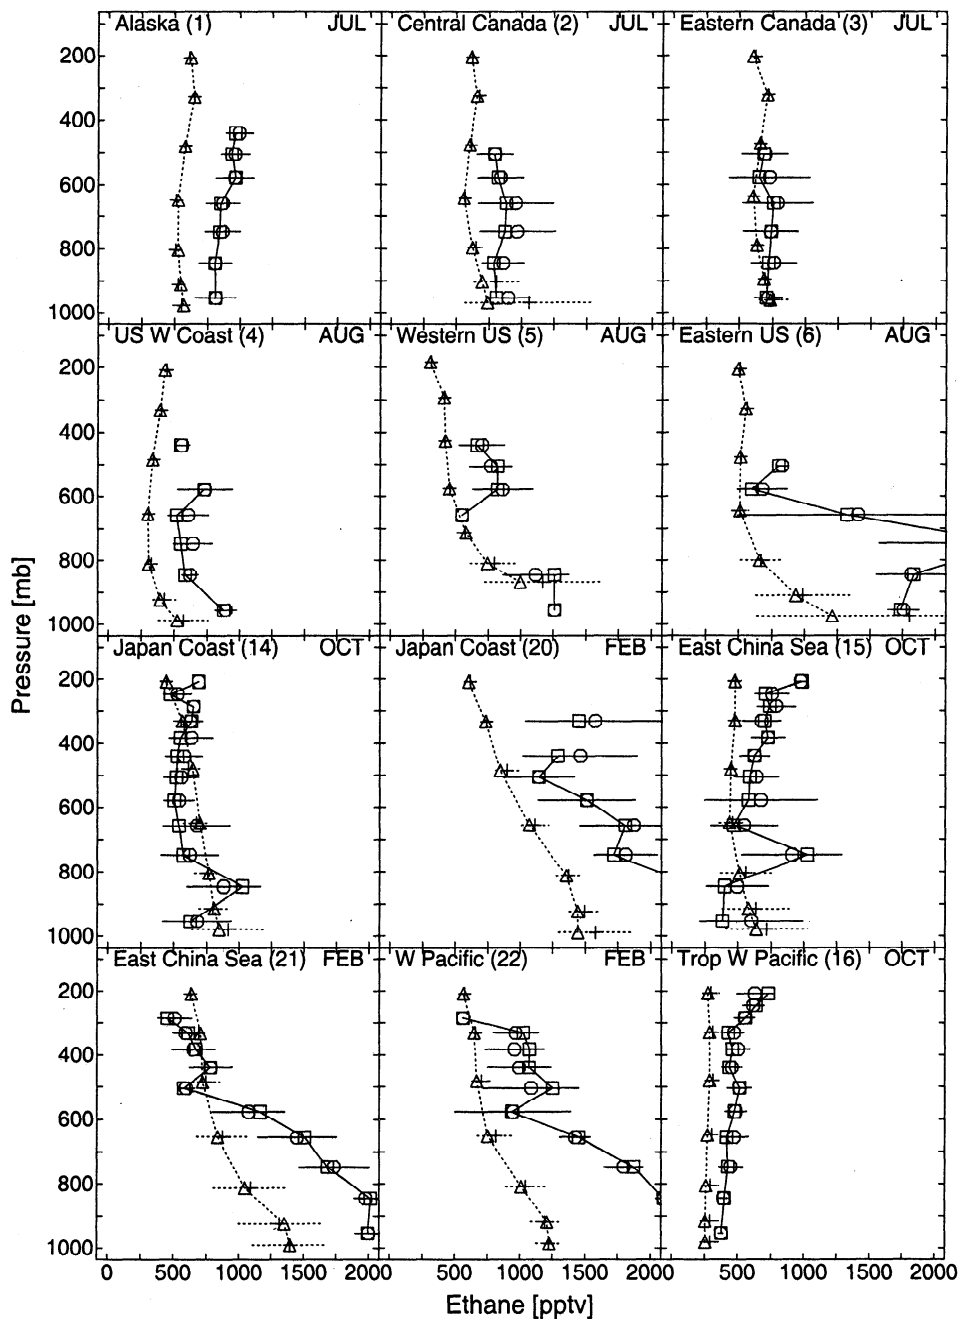 Alaska (1) JUL Central Canada (2) JUL Eastern Canada (3) JUL
200
400
600
800
1000
US W Coast (4) AUG Western US (5) AUG Eastern US (6) AUG
200
400
600
800
1000
Pressure [mb]
Japan Coast (14) OCT Japan Coast (20) FEB East China Sea (15) OCT
200
400
600
800
1000
East China Sea (21) FEB W Pacific (22) FEB Trop W Pacific (16) OCT
200
400
600
800
1000
0 500 1000 1500 2000 500 1000 1500 2000 500 1000 1500 2000
Ethane [pptv]